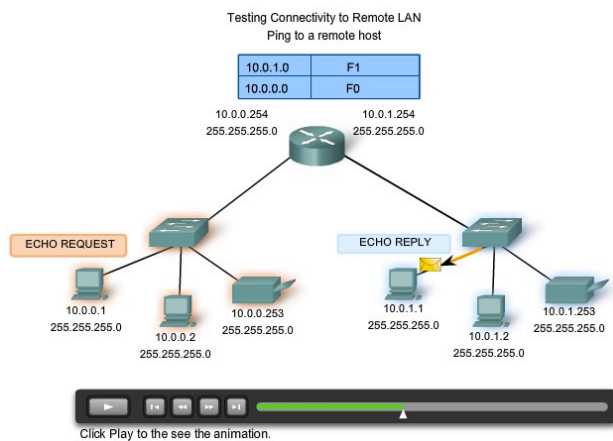 Testing Connectivity to Remote LAN
Ping to a remote host
10.0.1.0 F1
10.0.0.0 F0
10.0.0.254 10.0.1.254
255.255.255.0 255.255.255.0
ECHO REQUEST
ECHO REPLY
10.0.0.1
255.255.255.0
10.0.0.2
255.255.255.0
10.0.0.253
255.255.255.0
10.0.1.1
255.255.255.0
10.0.1.2
255.255.255.0
10.0.1.253
255.255.255.0
Click Play to the see the animation.